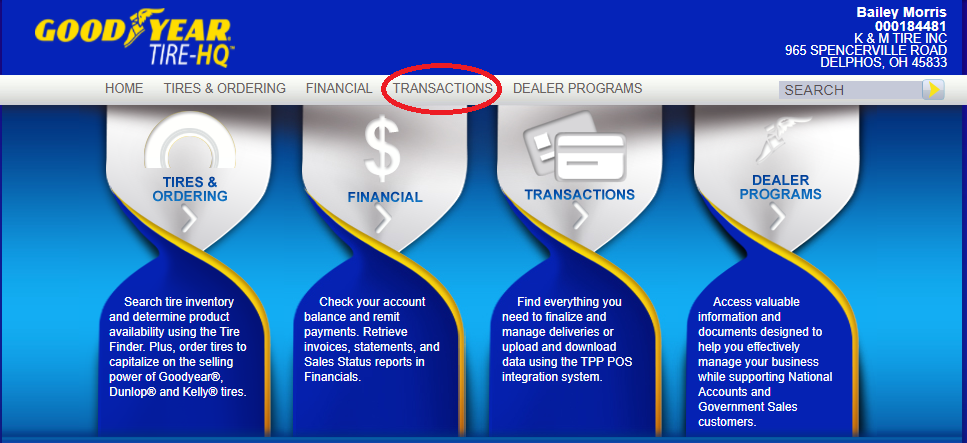 GOOD YEAR
TIRE-HQ™
Bailey Morris
000184481
K & M TIRE INC
965 SPENCERVILLE ROAD
DELPHOS, OH 45833
HOME TIRES & ORDERING FINANCIAL TRANSACTIONS DEALER PROGRAMS SEARCH
TIRES &
ORDERING
Search tire inventory
and determine product
availability using the Tire
Finder. Plus, order tires to
capitalize on the selling
power of Goodyear®,
Dunlop® and Kelly® tires.
$
FINANCIAL
Check your account
balance and remit
payments. Retrieve
invoices, statements, and
Sales Status reports in
Financials.
TRANSACTIONS
Find everything you
need to finalize and
manage deliveries or
upload and download
data using the TPP POS
integration system.
DEALER
PROGRAMS
Access valuable
information and
documents designed to
help you effectively
manage your business
while supporting National
Accounts and
Government Sales
customers.